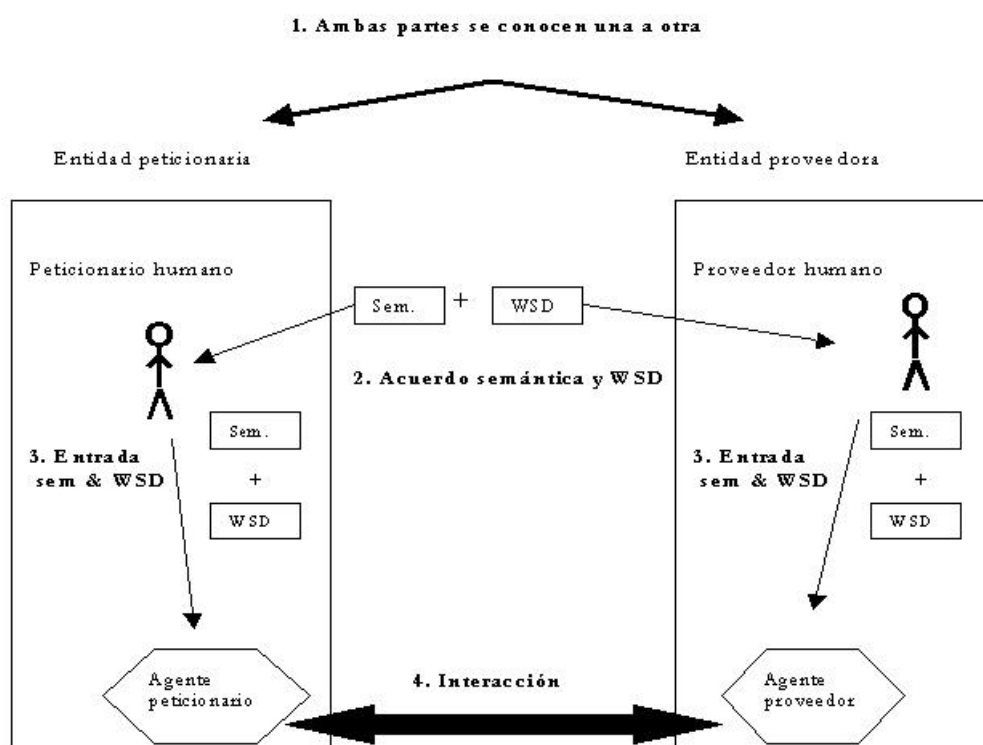 1. Ambas partes se conocen una a otra
Entidad peticionaria
Entidad proveedora
Peticionario humano
Proveedor humano
Sem.
+
WSD
2. Acuerdo semántica y WSD
Sem.
+
WSD
3. Entrada
sem & WSD
Sem.
+
WSD
3. Entrada
sem & WSD
4. Interacción
Agente
peticionario
Agente
proveedor